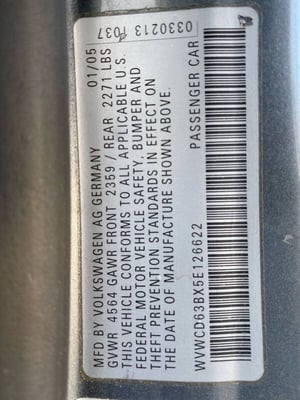 MFD BY VOLKSWAGEN AG GERMANY 01/05
GVWR 4564 GAWR FRONT 2359 / REAR 2271 LBS
THIS VEHICLE CONFORMS TO ALL APPLICABLE U.S.
FEDERAL MOTOR VEHICLE SAFETY, BUMPER AND
THEFT PREVENTION STANDARDS IN EFFECT ON
THE DATE OF MANUFACTURE SHOWN ABOVE.
WVWCD63BX5E126622 PASSENGER CAR
0330213
037